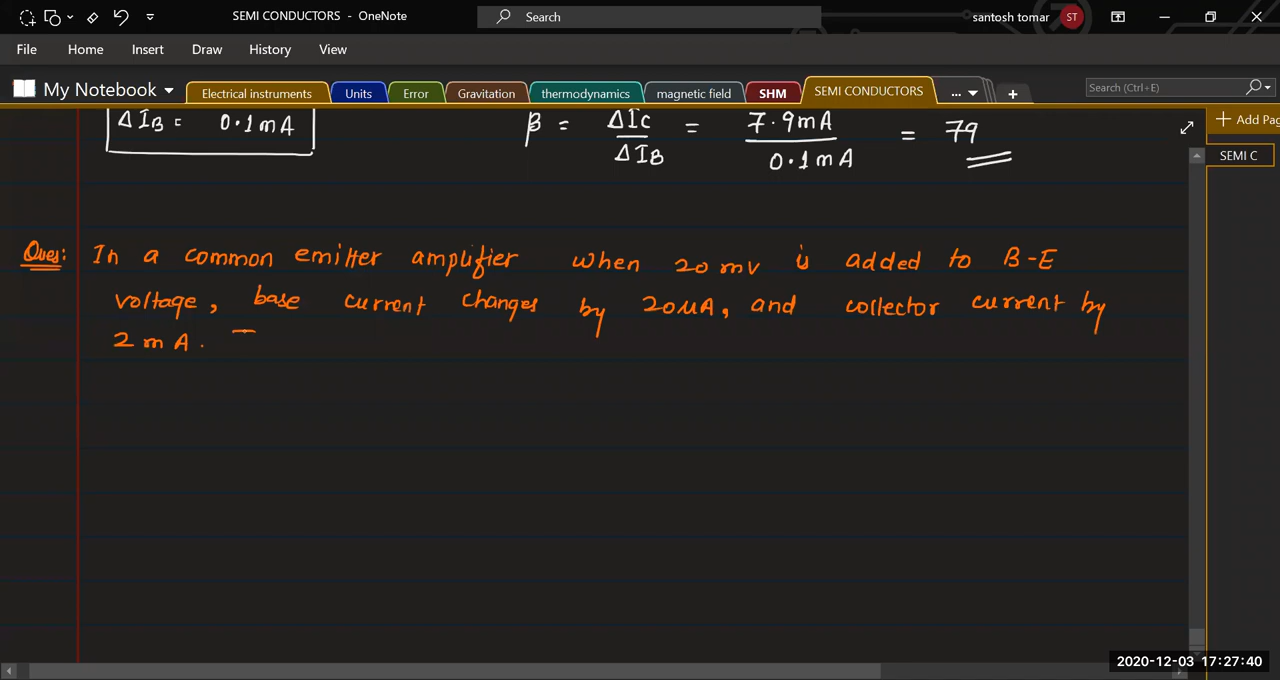 SEMI CONDUCTORS - OneNote
Search
santosh tomar
ST
File Home Insert Draw History View
My Notebook
Electrical instruments Units Error Gravitation thermodynamics magnetic field SHM SEMI CONDUCTORS ... +
Search (Ctrl+E)
+ Add Pag
SEMI C
ΔIB = 0.1mA
β = ΔIc / ΔIB = 7.9mA / 0.1mA = 79
Ques: In a common emitter amplifier when 20mv is added to B-E
voltage, base current changes by 20μA, and collector current by
2mA.
2020-12-03 17:27:40